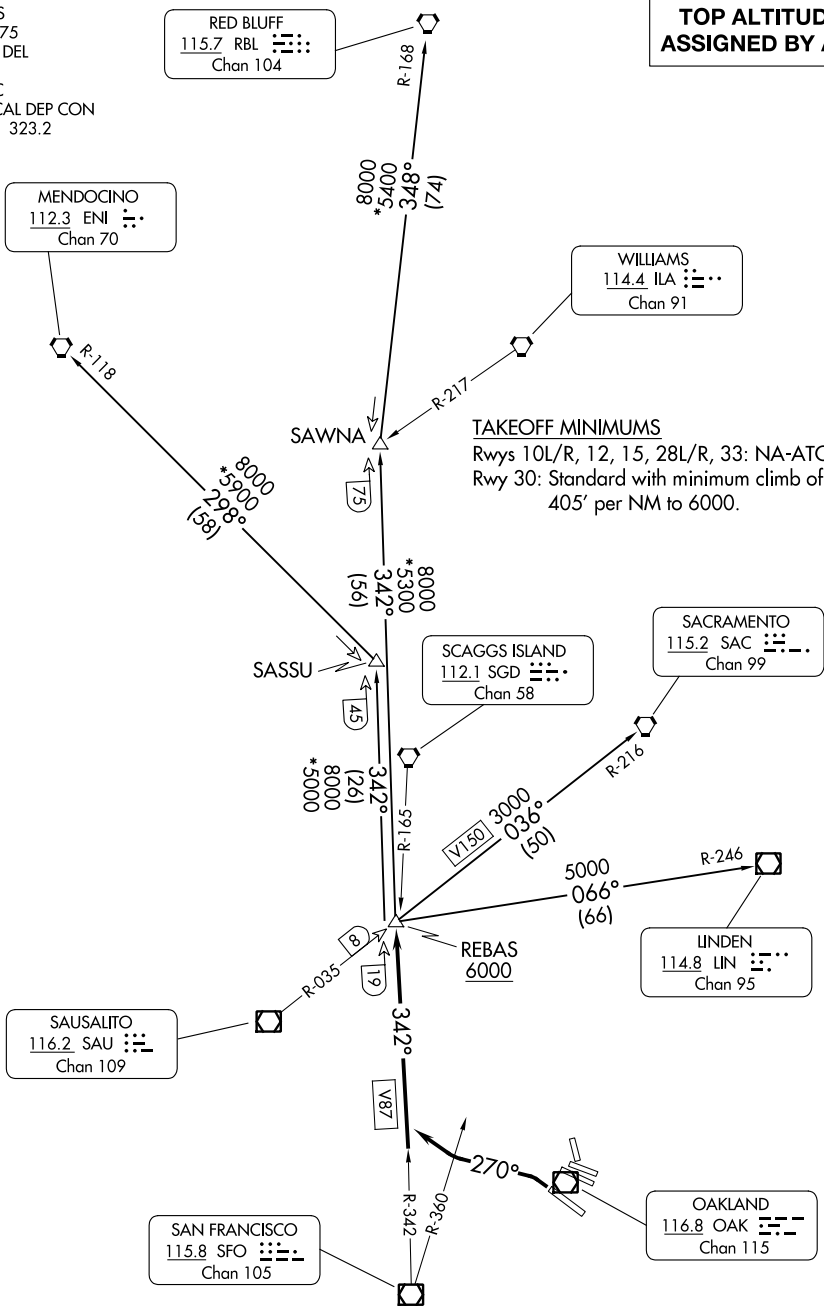 S
75
DEL
C
CAL DEP CON
323.2
TOP ALTITUD
ASSIGNED BY A
RED BLUFF
115.7 RBL
Chan 104
R-168
8000
*5400
348°
(74)
MENDOCINO
112.3 ENI
Chan 70
R-118
WILLIAMS
114.4 ILA
Chan 91
R-217
SAWNA
75
TAKEOFF MINIMUMS
Rwys 10L/R, 12, 15, 28L/R, 33: NA-ATC
Rwy 30: Standard with minimum climb of
405' per NM to 6000.
8000
*5900
298°
(58)
8000
*5300
342°
(56)
SASSU
45
SCAGGS ISLAND
112.1 SGD
Chan 58
R-165
SACRAMENTO
115.2 SAC
Chan 99
R-216
342°
(26)
8000
*5000
V150
3000
036°
(50)
5000
066°
(66)
R-246
LINDEN
114.8 LIN
Chan 95
REBAS
6000
8
R-035
19
SAUSALITO
116.2 SAU
Chan 109
342°
V87
270°
R-342
R-360
SAN FRANCISCO
115.8 SFO
Chan 105
OAKLAND
116.8 OAK
Chan 115